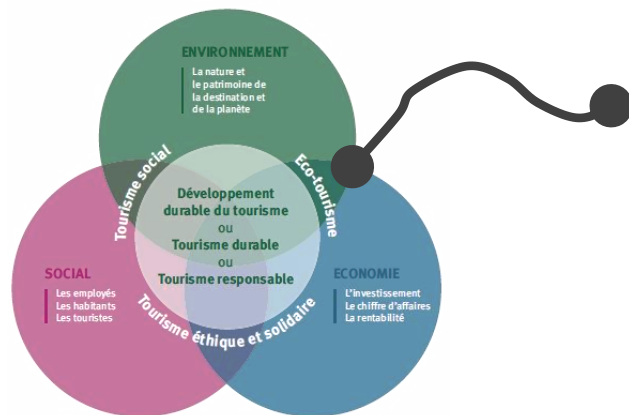 ENVIRONNEMENT
La nature et
le patrimoine de
la destination et
de la planète
Tourisme social
Eco-tourisme
Développement
durable du tourisme
ou
Tourisme durable
ou
Tourisme responsable
SOCIAL
Les employés
Les habitants
Les touristes
ECONOMIE
L'investissement
Le chiffre d'affaires
La rentabilité
Tourisme éthique et solidaire